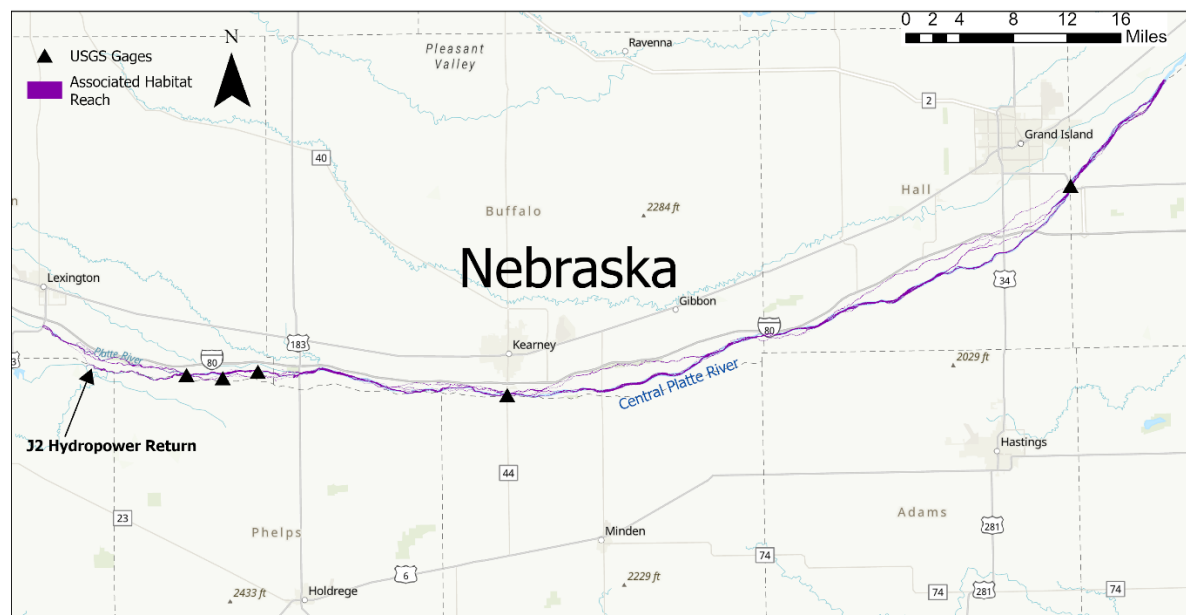 0 2 4 8 12 16
Miles
N
USGS Gages
Associated Habitat
Reach
Pleasant
Valley
Ravenna
2
Grand Island
40
Hall
Buffalo
2284 ft
Nebraska
Lexington
Gibbon
34
183
80
Kearney
80
Platte River
2029 ft
Central Platte River
J2 Hydropower Return
Hastings
44
23
Phelps
Adams
281
Minden
74
6
2229 ft
2433 ft
Holdrege
74
281
74